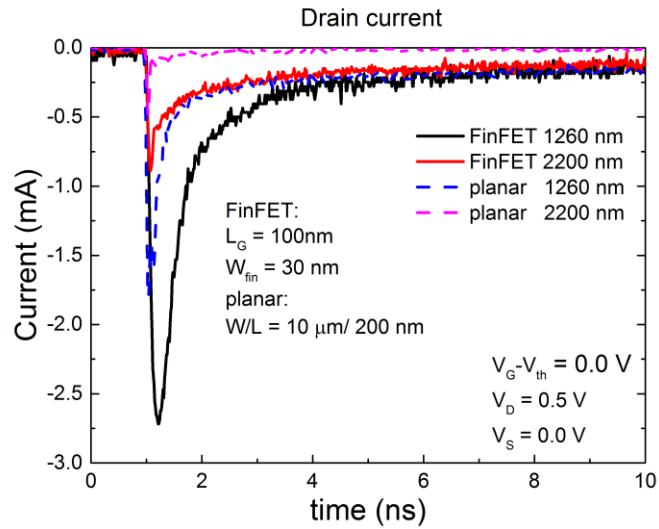 Drain current
0.0
-0.5
-1.0
-1.5
-2.0
-2.5
-3.0
Current (mA)
FinFET 1260 nm
FinFET 2200 nm
planar 1260 nm
planar 2200 nm
FinFET:
L_G = 100nm
W_fin = 30 nm
planar:
W/L = 10 μm/ 200 nm
V_G-V_th = 0.0 V
V_D = 0.5 V
V_S = 0.0 V
0 2 4 6 8 10
time (ns)